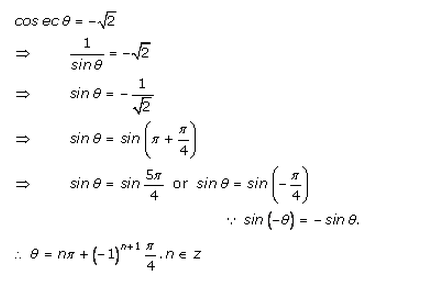 cos ec θ = −√2
⇒ 1/sin θ = −√2
⇒ sin θ = − 1/√2
⇒ sin θ = sin (π + π/4)
⇒ sin θ = sin 5π/4 or sin θ = sin (− π/4)
∵ sin (−θ) = − sin θ.
∴ θ = nπ + (−1)^(n+1) π/4 . n ∈ z